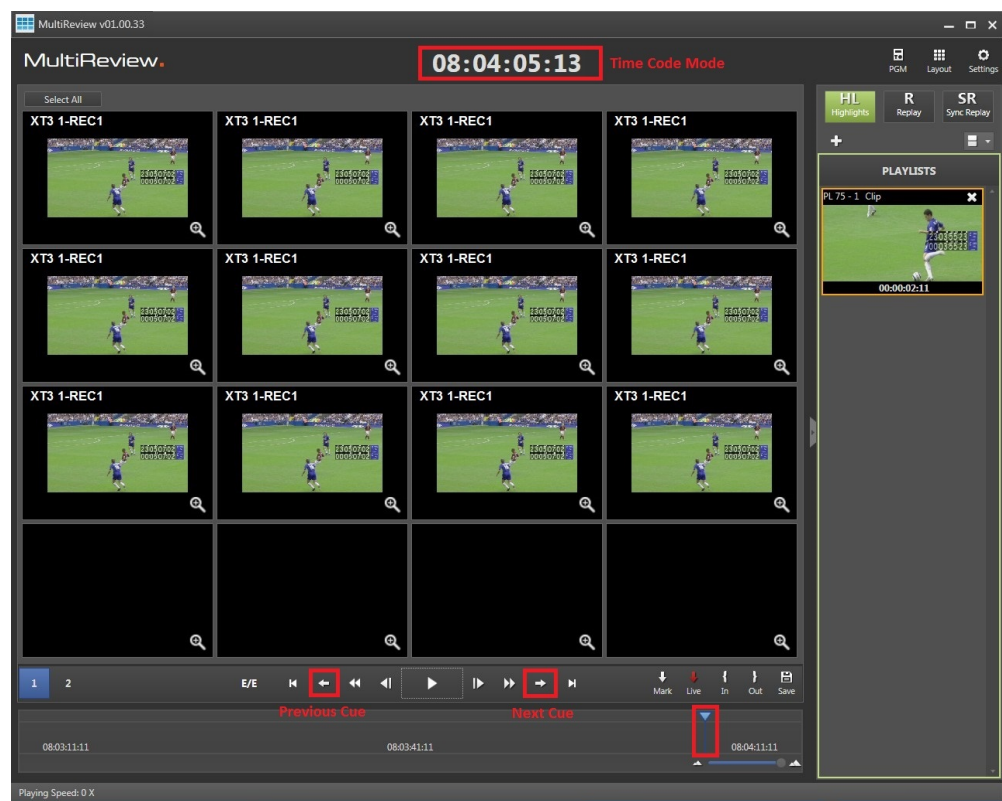 MultiReview v01.00.33
MultiReview.
08:04:05:13
Time Code Mode
PGM
Layout
Settings
Select All
HL
Highlights
R
Replay
SR
Sync Replay
XT3 1-REC1
XT3 1-REC1
XT3 1-REC1
XT3 1-REC1
PLAYLISTS
PL 75 - 1 Clip
00:00:02:11
XT3 1-REC1
XT3 1-REC1
XT3 1-REC1
XT3 1-REC1
XT3 1-REC1
XT3 1-REC1
XT3 1-REC1
XT3 1-REC1
1
2
E/E
Mark
Live
In
Out
Save
Previous Cue
Next Cue
08:03:11:11
08:03:41:11
08:04:11:11
Playing Speed: 0 X